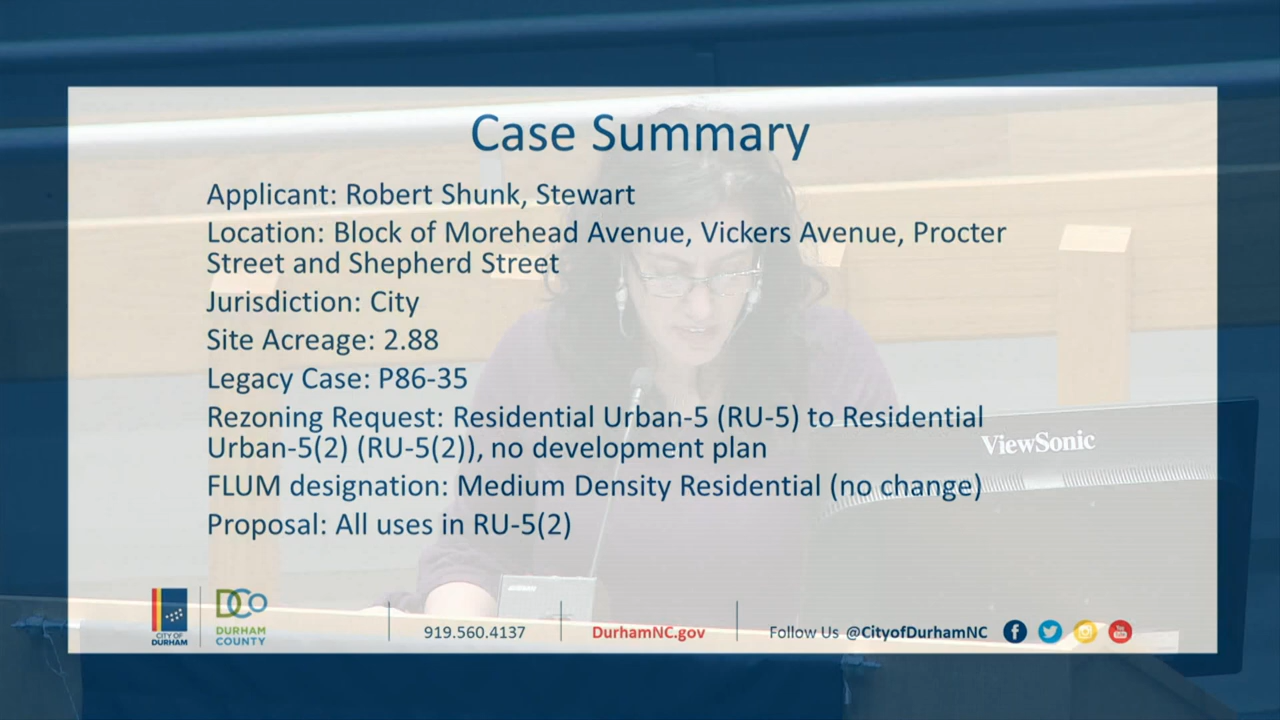 Case Summary
Applicant: Robert Shunk, Stewart
Location: Block of Morehead Avenue, Vickers Avenue, Procter
Street and Shepherd Street
Jurisdiction: City
Site Acreage: 2.88
Legacy Case: P86-35
Rezoning Request: Residential Urban-5 (RU-5) to Residential
Urban-5(2) (RU-5(2)), no development plan
ViewSonic
FLUM designation: Medium Density Residential (no change)
Proposal: All uses in RU-5(2)
CITY OF
DURHAM
DCo
DURHAM
COUNTY
919.560.4137
DurhamNC.gov
Follow Us @CityofDurhamNC
You
Tube